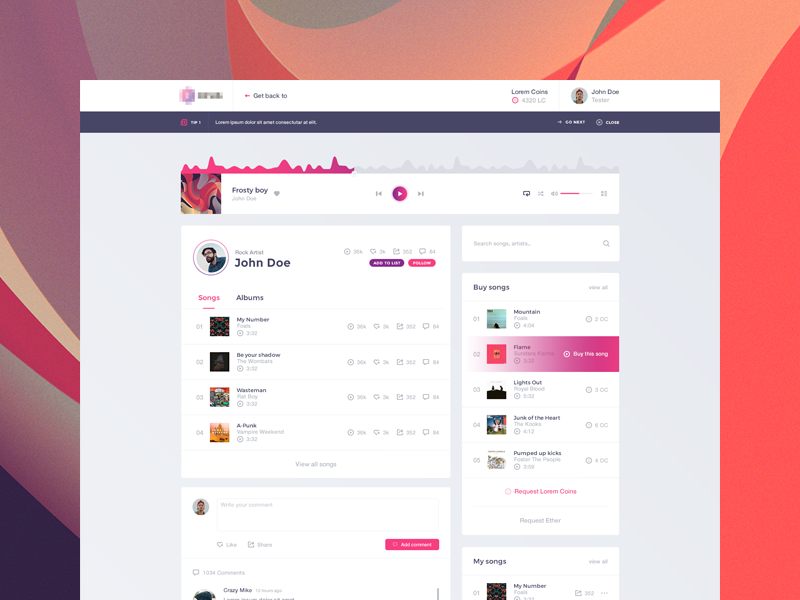 Get back to
Lorem Coins
4320 LC
John Doe
Tester
TIP 1
Lorem ipsum dolor sit amet consectetur at elit.
GO NEXT
CLOSE
Frosty boy
John Doe
Rock Artist
John Doe
36k 3k 352 84
ADD TO LIST
FOLLOW
Songs Albums
01
My Number
Foals
3:32
36k 3k 352 84
02
Be your shadow
The Wombats
3:32
36k 3k 352 84
03
Wasteman
Rat Boy
3:32
36k 3k 352 84
04
A-Punk
Vampire Weekend
3:32
36k 3k 352 84
View all songs
Write your comment
Like
Share
Add comment
1034 Comments
Crazy Mike 14 hours ago
Search songs, artists...
Buy songs
view all
01
Mountain
Foals
4:04
2 OC
02
Flame
Sundara Karma
3:32
Buy this song
03
Lights Out
Royal Blood
5:32
3 OC
04
Junk of the Heart
The Kooks
4:12
6 OC
05
Pumped up kicks
Foster The People
3:56
4 OC
Request Lorem Coins
Request Ether
My songs
view all
01
My Number
Foals
352